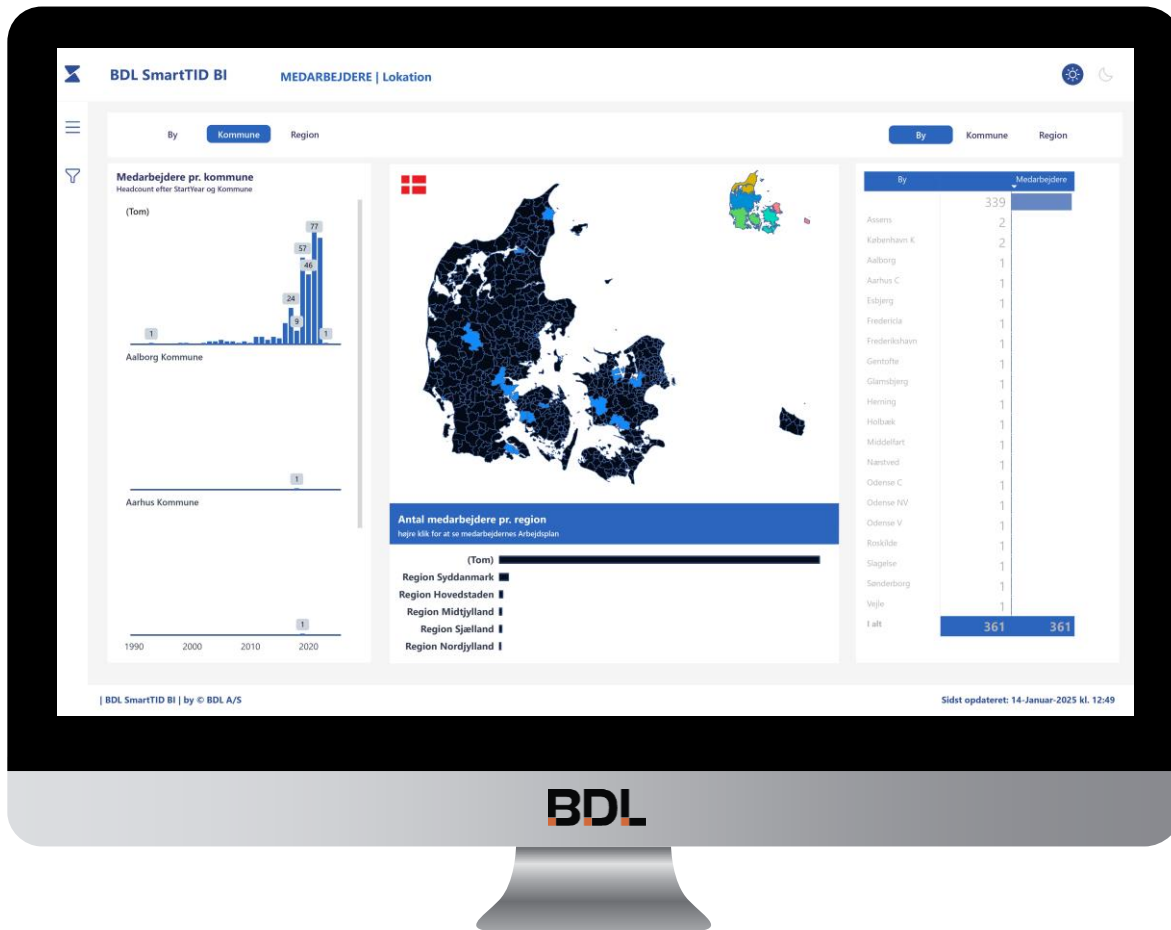 BDL SmartTID BI
MEDARBEJDERE | Lokation
By Kommune Region
By Kommune Region
Medarbejdere pr. kommune
Headcount efter StartYear og Kommune
(Tom)
77
57
46
24
9
1
1
Aalborg Kommune
1
Aarhus Kommune
1
1990 2000 2010 2020
Antal medarbejdere pr. region
højre klik for at se medarbejdernes Arbejdsplan
(Tom)
Region Syddanmark
Region Hovedstaden
Region Midtjylland
Region Sjælland
Region Nordjylland
By Medarbejdere
339
Assens 2
København K 2
Aalborg 1
Aarhus C 1
Esbjerg 1
Fredericia 1
Frederikshavn 1
Gentofte 1
Glamsbjerg 1
Herning 1
Holbæk 1
Middelfart 1
Næstved 1
Odense C 1
Odense NV 1
Odense V 1
Roskilde 1
Slagelse 1
Sønderborg 1
Vejle 1
I alt 361 361
| BDL SmartTID BI | by © BDL A/S
Sidst opdateret: 14-Januar-2025 kl. 12:49
BDL